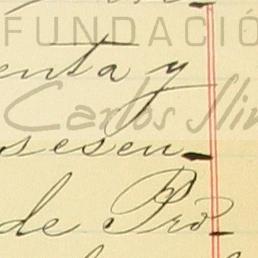 FUNDACIÓ
enta y
Carlos Slim
sesen-
de Pro-